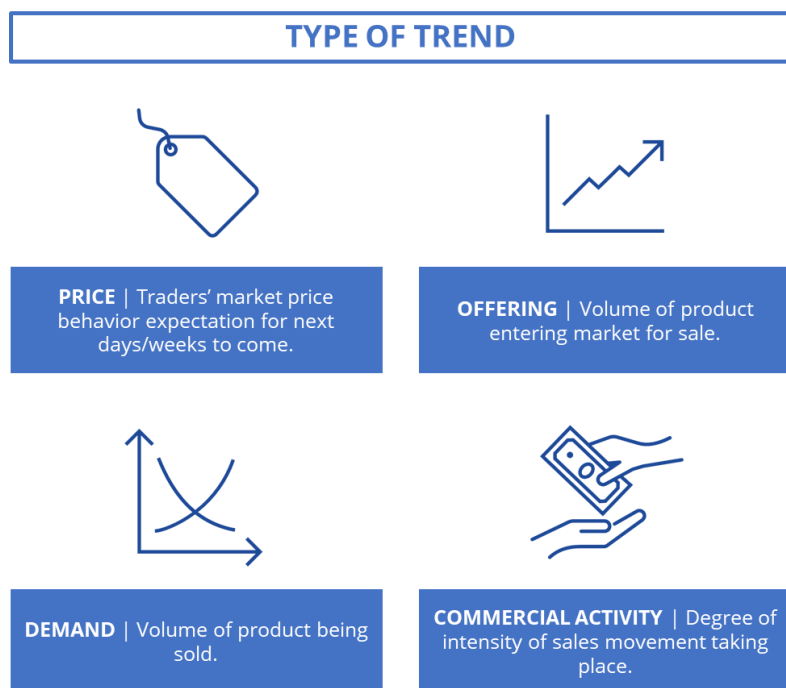 TYPE OF TREND
PRICE | Traders’ market price
behavior expectation for next
days/weeks to come.
OFFERING | Volume of product
entering market for sale.
DEMAND | Volume of product being
sold.
COMMERCIAL ACTIVITY | Degree of
intensity of sales movement taking
place.